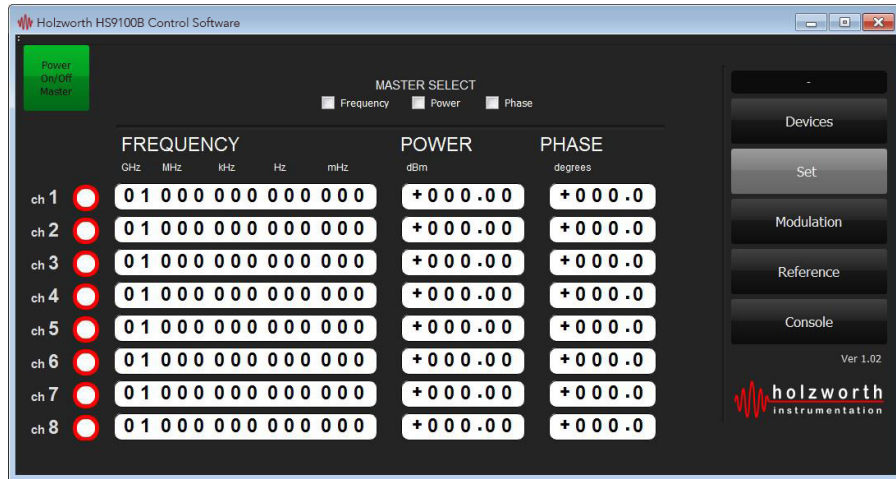 Holzworth HS9100B Control Software
Power
On/Off
Master
MASTER SELECT
Frequency Power Phase
FREQUENCY POWER PHASE
GHz MHz kHz Hz mHz dBm degrees
ch 1 01 000 000 000 000 +000.00 +000.0
ch 2 01 000 000 000 000 +000.00 +000.0
ch 3 01 000 000 000 000 +000.00 +000.0
ch 4 01 000 000 000 000 +000.00 +000.0
ch 5 01 000 000 000 000 +000.00 +000.0
ch 6 01 000 000 000 000 +000.00 +000.0
ch 7 01 000 000 000 000 +000.00 +000.0
ch 8 01 000 000 000 000 +000.00 +000.0
-
Devices
Set
Modulation
Reference
Console
Ver 1.02
holzworth
instrumentation